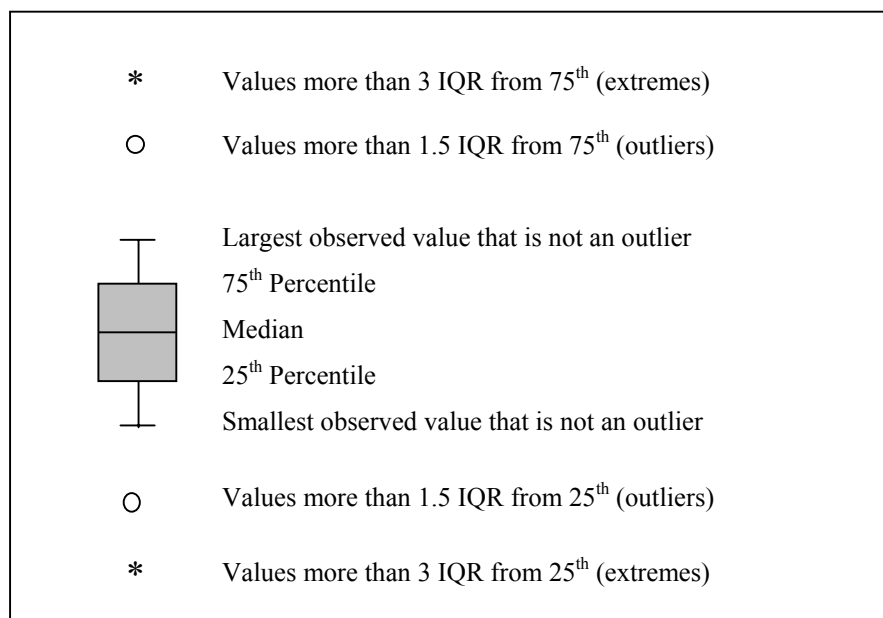 * Values more than 3 IQR from 75th (extremes)
Values more than 1.5 IQR from 75th (outliers)
Largest observed value that is not an outlier
75th Percentile
Median
25th Percentile
Smallest observed value that is not an outlier
Values more than 1.5 IQR from 25th (outliers)
* Values more than 3 IQR from 25th (extremes)